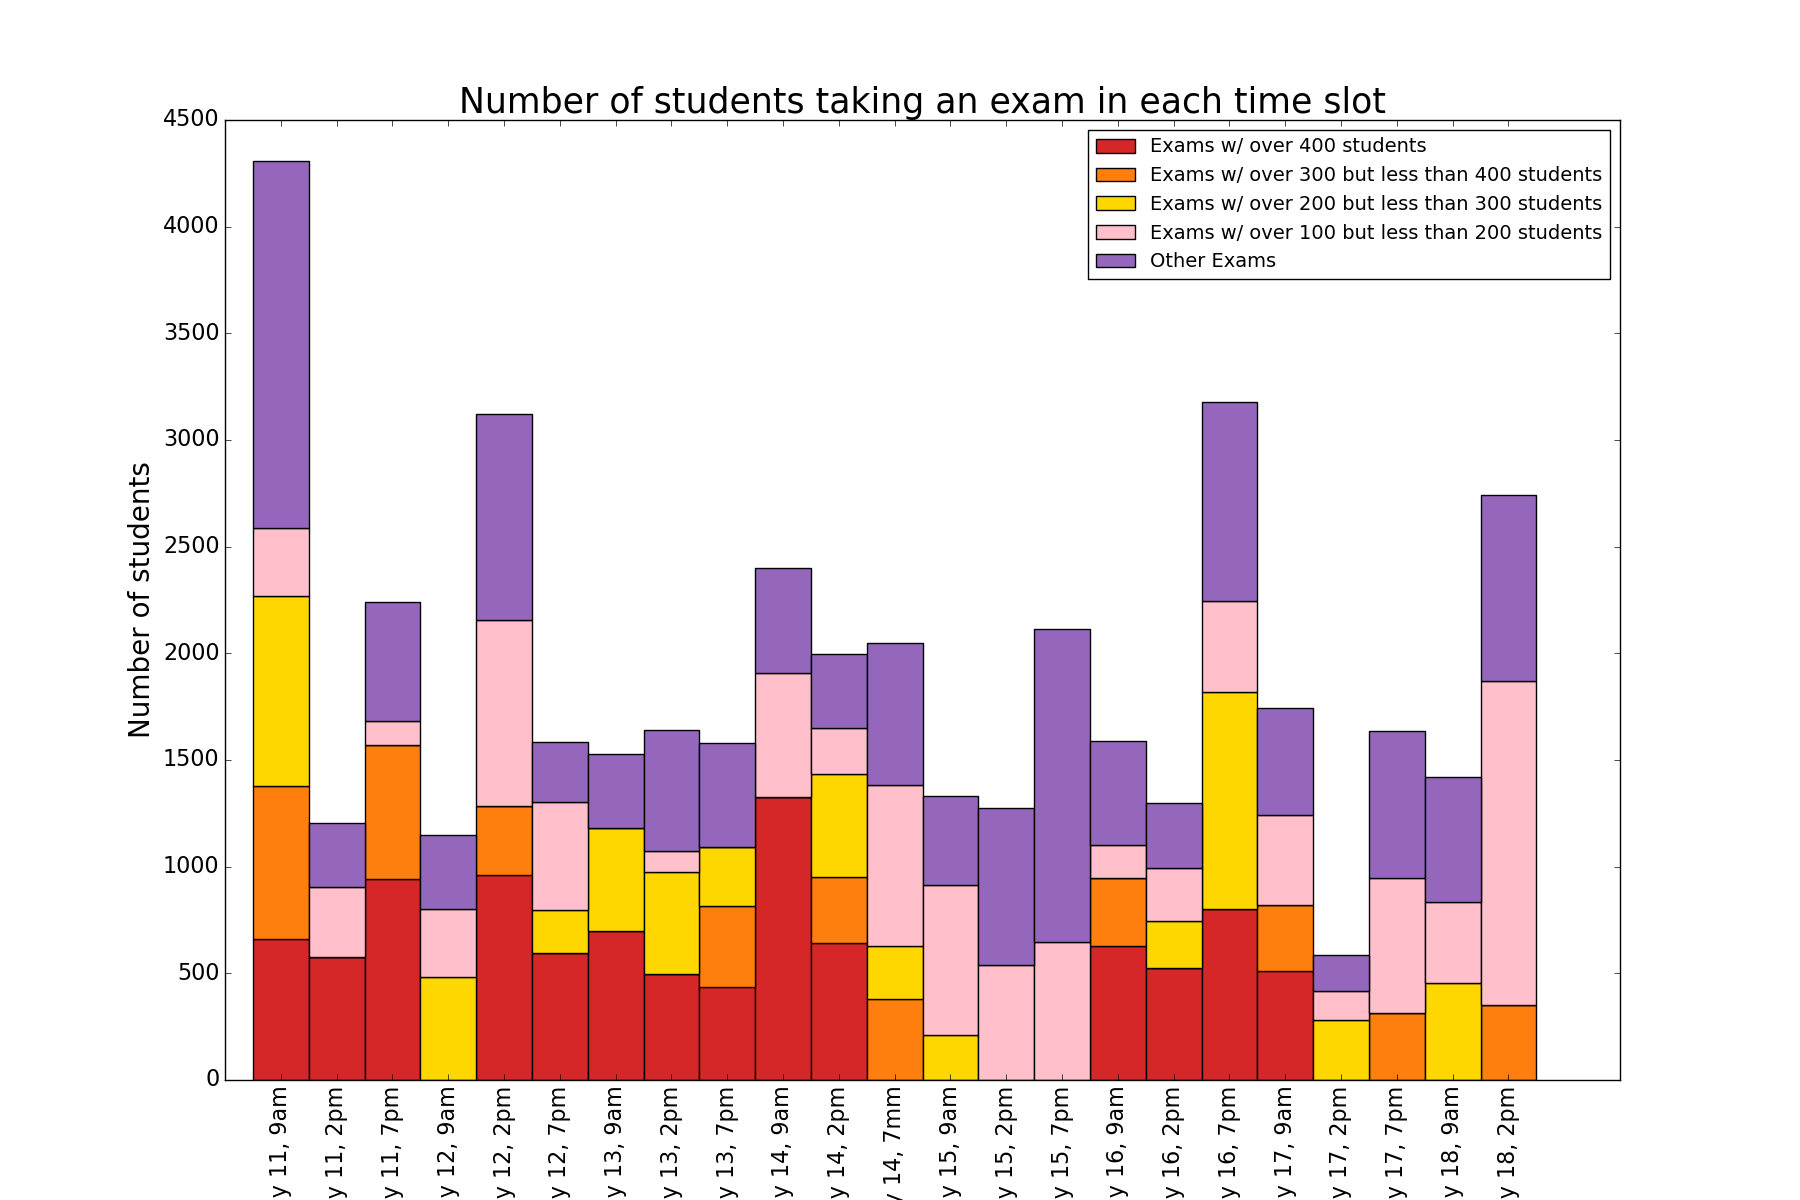 Number of students taking an exam in each time slot
Exams w/ over 400 students
Exams w/ over 300 but less than 400 students
Exams w/ over 200 but less than 300 students
Exams w/ over 100 but less than 200 students
Other Exams
Number of students
4500
4000
3500
3000
2500
2000
1500
1000
500
0
y 11, 9am
y 11, 2pm
y 11, 7pm
y 12, 9am
y 12, 2pm
y 12, 7pm
y 13, 9am
y 13, 2pm
y 13, 7pm
y 14, 9am
y 14, 2pm
y 14, 7mm
y 15, 9am
y 15, 2pm
y 15, 7pm
y 16, 9am
y 16, 2pm
y 16, 7pm
y 17, 9am
y 17, 2pm
y 17, 7pm
y 18, 9am
y 18, 2pm